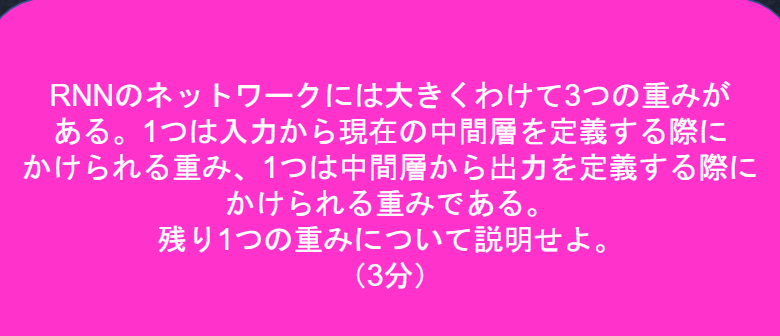 RNNのネットワークには大きくわけて3つの重みが
ある。1つは入力から現在の中間層を定義する際に
かけられる重み、1つは中間層から出力を定義する際に
かけられる重みである。
残り1つの重みについて説明せよ。
（3分）